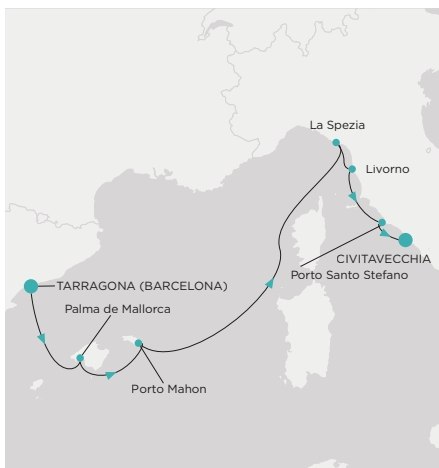 La Spezia
Livorno
CIVITAVECCHIA
Porto Santo Stefano
TARRAGONA (BARCELONA)
Palma de Mallorca
Porto Mahon